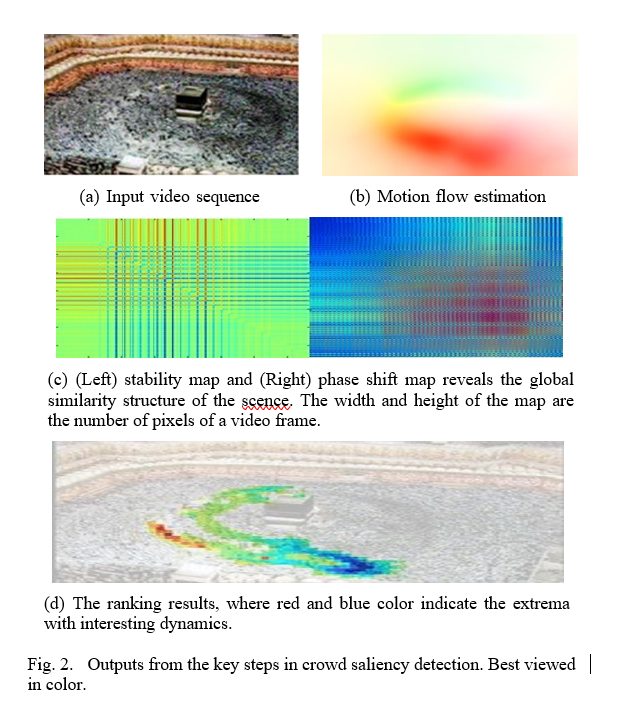 (a) Input video sequence
(b) Motion flow estimation
(c) (Left) stability map and (Right) phase shift map reveals the global
similarity structure of the scence. The width and height of the map are
the number of pixels of a video frame.
(d) The ranking results, where red and blue color indicate the extrema
with interesting dynamics.
Fig. 2. Outputs from the key steps in crowd saliency detection. Best viewed
in color.